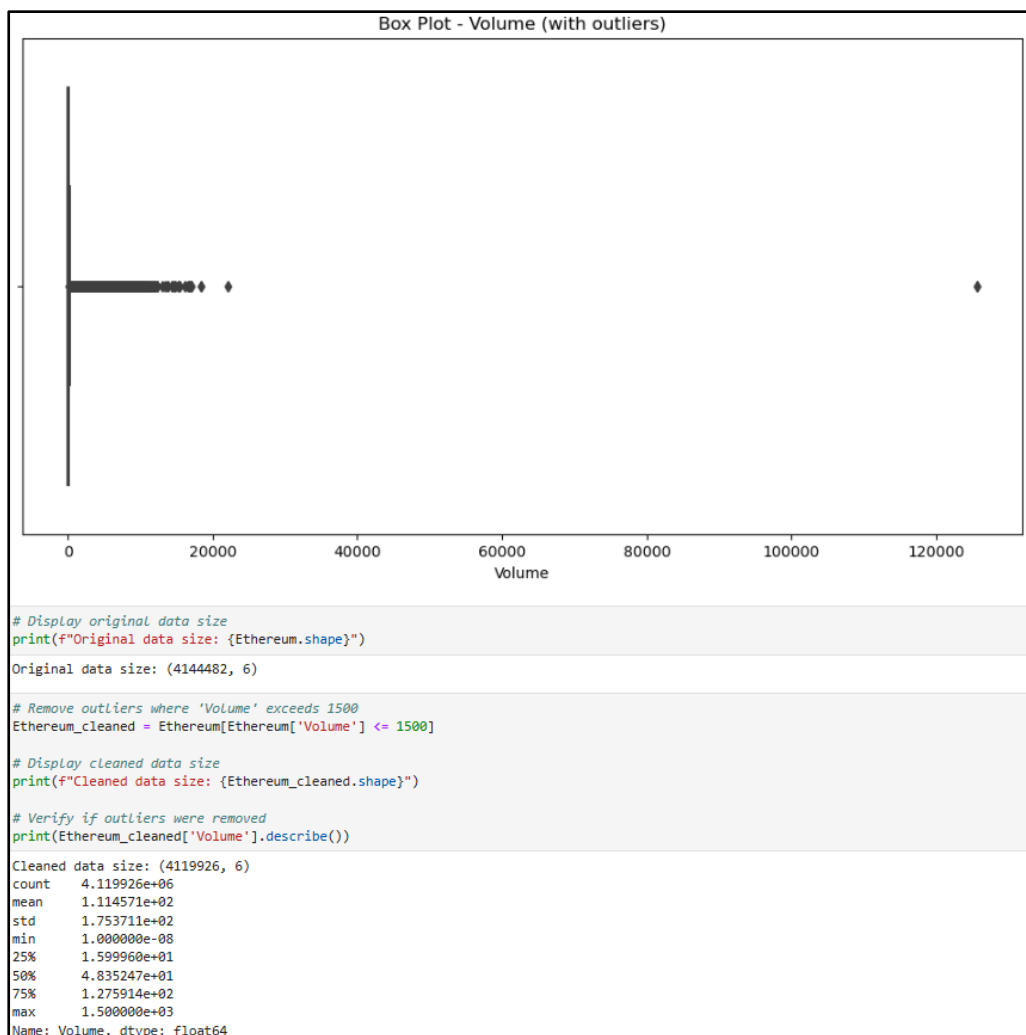 Box Plot - Volume (with outliers)
0 20000 40000 60000 80000 100000 120000
Volume
# Display original data size
print(f"Original data size: {Ethereum.shape}")
Original data size: (4144482, 6)
# Remove outliers where 'Volume' exceeds 1500
Ethereum_cleaned = Ethereum[Ethereum['Volume'] <= 1500]
# Display cleaned data size
print(f"Cleaned data size: {Ethereum_cleaned.shape}")
# Verify if outliers were removed
print(Ethereum_cleaned['Volume'].describe())
Cleaned data size: (4119926, 6)
count 4.119926e+06
mean 1.114571e+02
std 1.753711e+02
min 1.000000e-08
25% 1.599960e+01
50% 4.835247e+01
75% 1.275914e+02
max 1.500000e+03
Name: Volume, dtype: float64